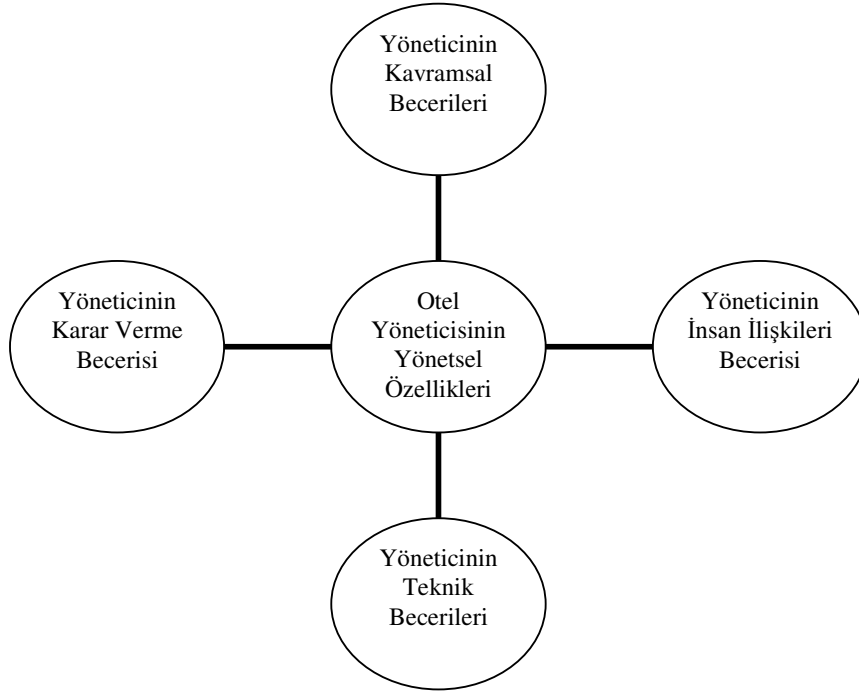 Yöneticinin
Kavramsal
Becerileri
Yöneticinin
Karar Verme
Becerisi
Otel
Yöneticisinin
Yönetsel
Özellikleri
Yöneticinin
İnsan İlişkileri
Becerisi
Yöneticinin
Teknik
Becerileri